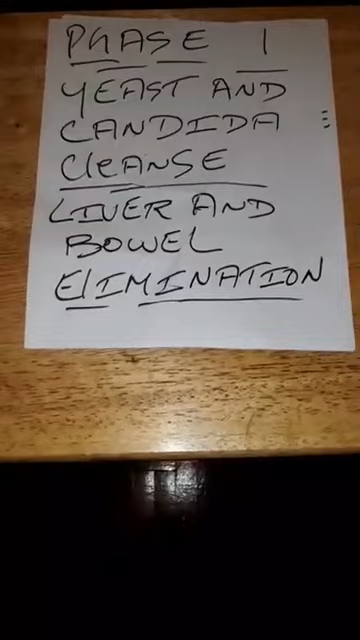 PHASE 1
YEAST AND
CANDIDA
CLEANSE
LIVER AND
BOWEL
ELIMINATION